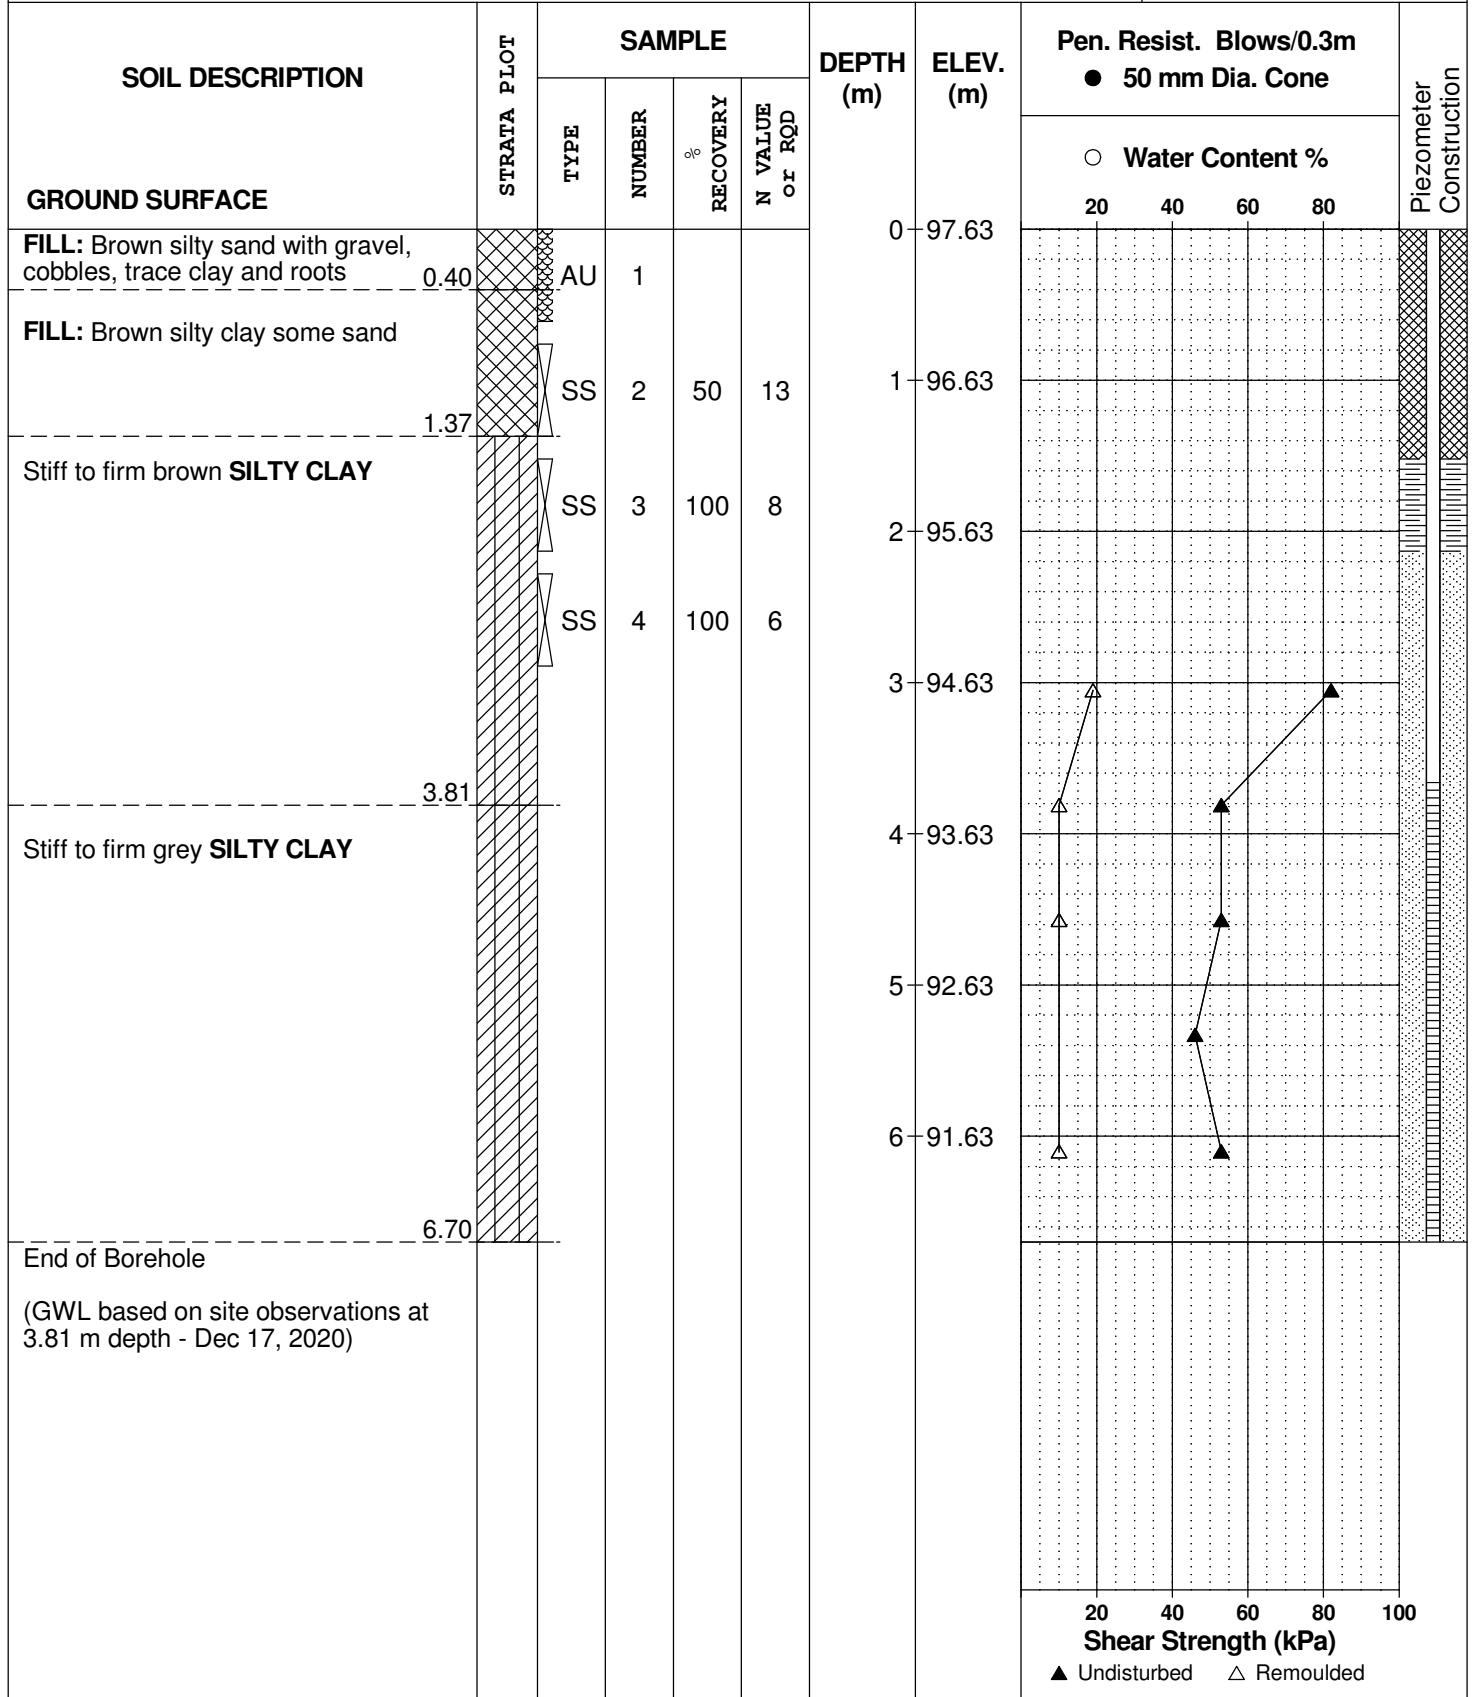 SOIL DESCRIPTION
GROUND SURFACE
STRATA PLOT
SAMPLE
TYPE
NUMBER
%
RECOVERY
N VALUE
or RQD
DEPTH
(m)
ELEV.
(m)
Pen. Resist. Blows/0.3m
● 50 mm Dia. Cone
○ Water Content %
20 40 60 80
Piezometer
Construction
0 97.63
FILL: Brown silty sand with gravel,
cobbles, trace clay and roots 0.40
AU 1
FILL: Brown silty clay some sand
1 96.63
SS 2 50 13
1.37
Stiff to firm brown SILTY CLAY
SS 3 100 8
2 95.63
SS 4 100 6
3 94.63
3.81
4 93.63
Stiff to firm grey SILTY CLAY
5 92.63
6 91.63
6.70
End of Borehole
(GWL based on site observations at
3.81 m depth - Dec 17, 2020)
20 40 60 80 100
Shear Strength (kPa)
▲ Undisturbed △ Remoulded